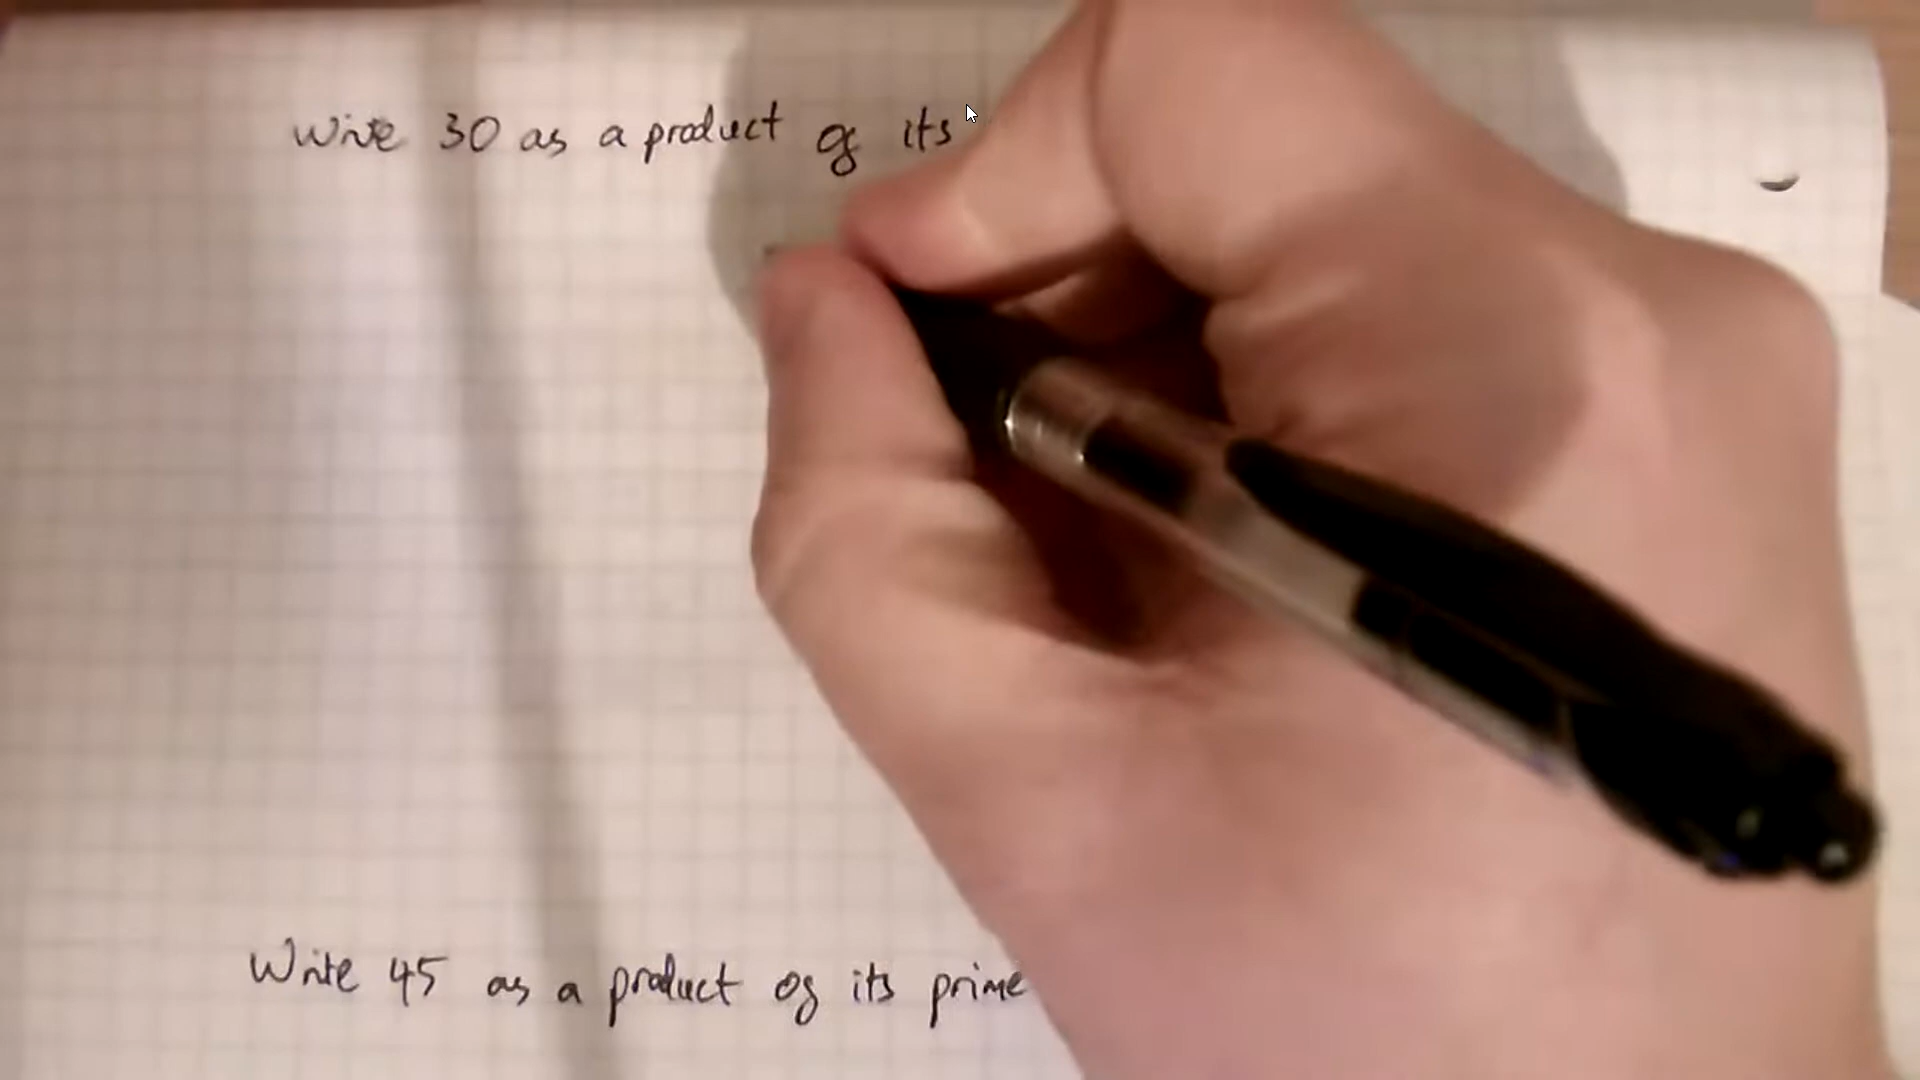 Write 30 as a product of its
Write 45 as a product of its prime